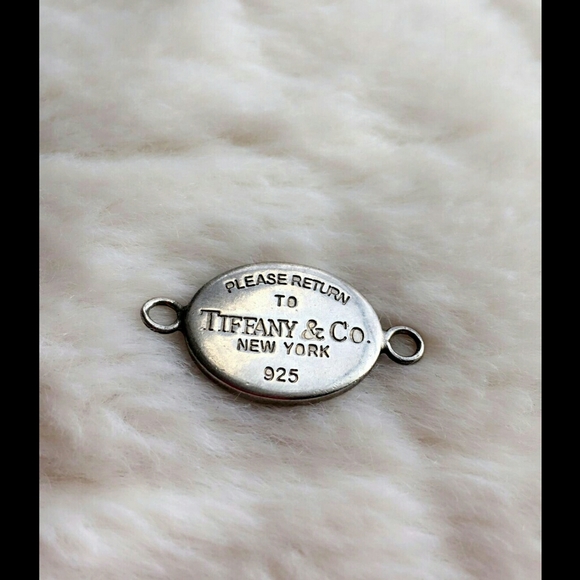 PLEASE RETURN
TO
TIFFANY & CO.
NEW YORK
925